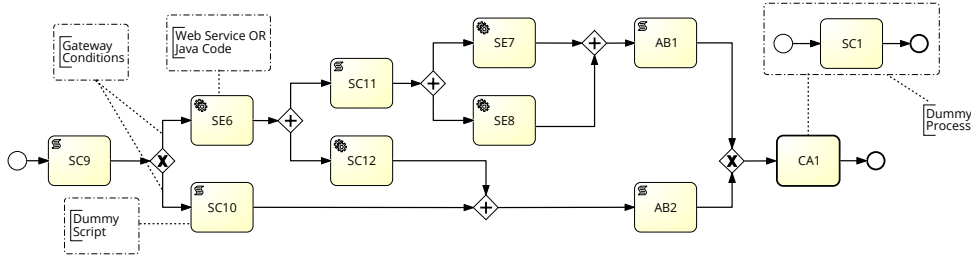 Gateway
Conditions
Web Service OR
Java Code
SE7
AB1
SC1
SC11
SE6
SE8
Dummy
Process
SC9
SC12
CA1
SC10
AB2
Dummy
Script